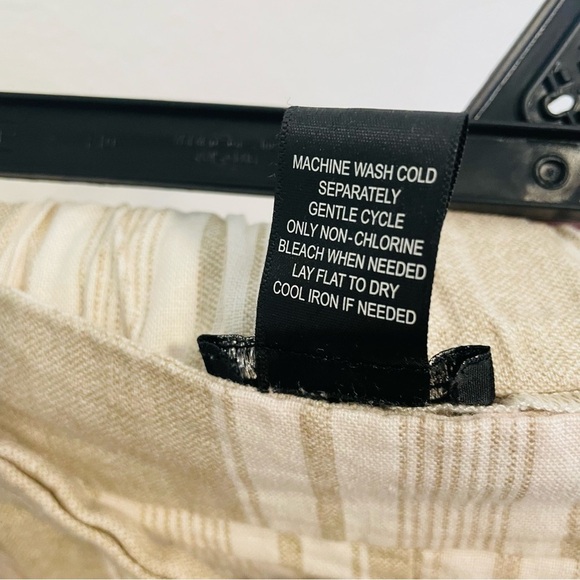 MACHINE WASH COLD
SEPARATELY
GENTLE CYCLE
ONLY NON-CHLORINE
BLEACH WHEN NEEDED
LAY FLAT TO DRY
COOL IRON IF NEEDED